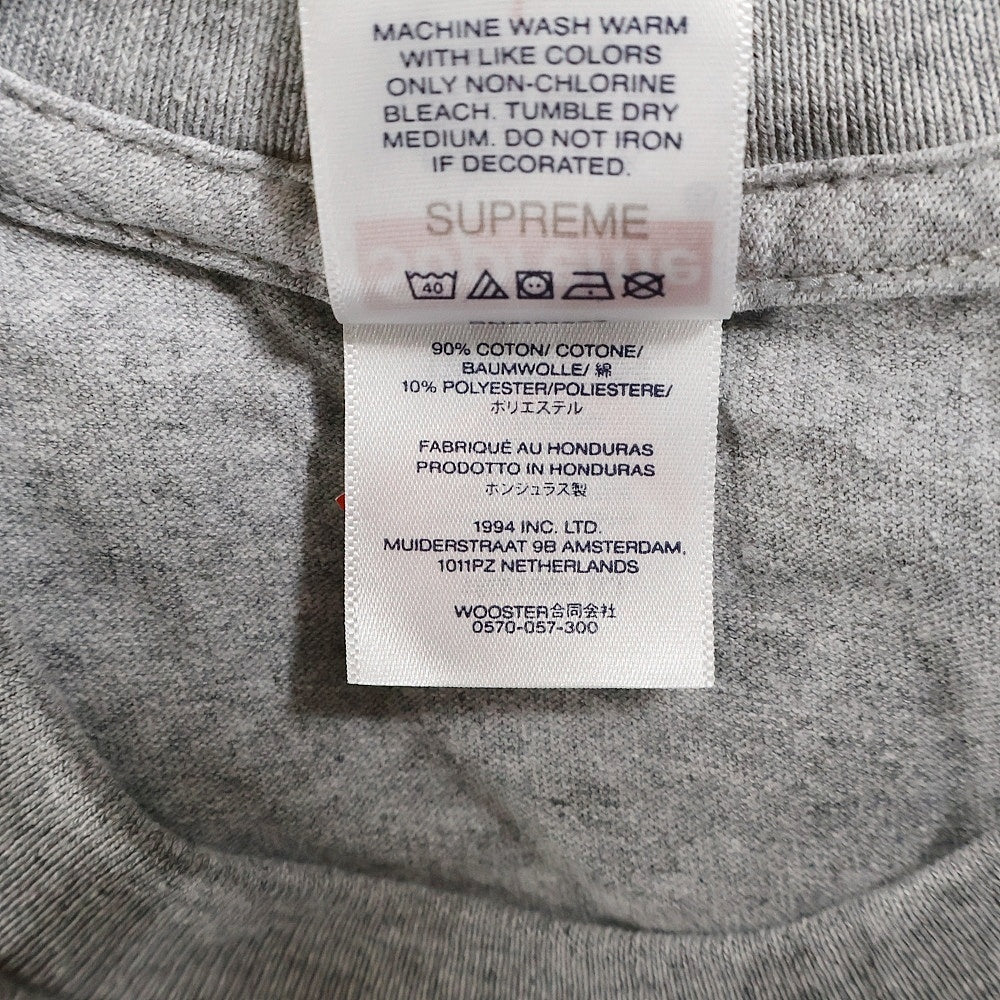 MACHINE WASH WARM
WITH LIKE COLORS
ONLY NON-CHLORINE
BLEACH. TUMBLE DRY
MEDIUM. DO NOT IRON
IF DECORATED.
SUPREME
40
90% COTON/ COTONE/
BAUMWOLLE/ 綿
10% POLYESTER/POLIESTERE/
ポリエステル
FABRIQUÉ AU HONDURAS
PRODOTTO IN HONDURAS
ホンジュラス製
1994 INC. LTD.
MUIDERSTRAAT 9B AMSTERDAM,
1011PZ NETHERLANDS
WOOSTER合同会社
0570-057-300